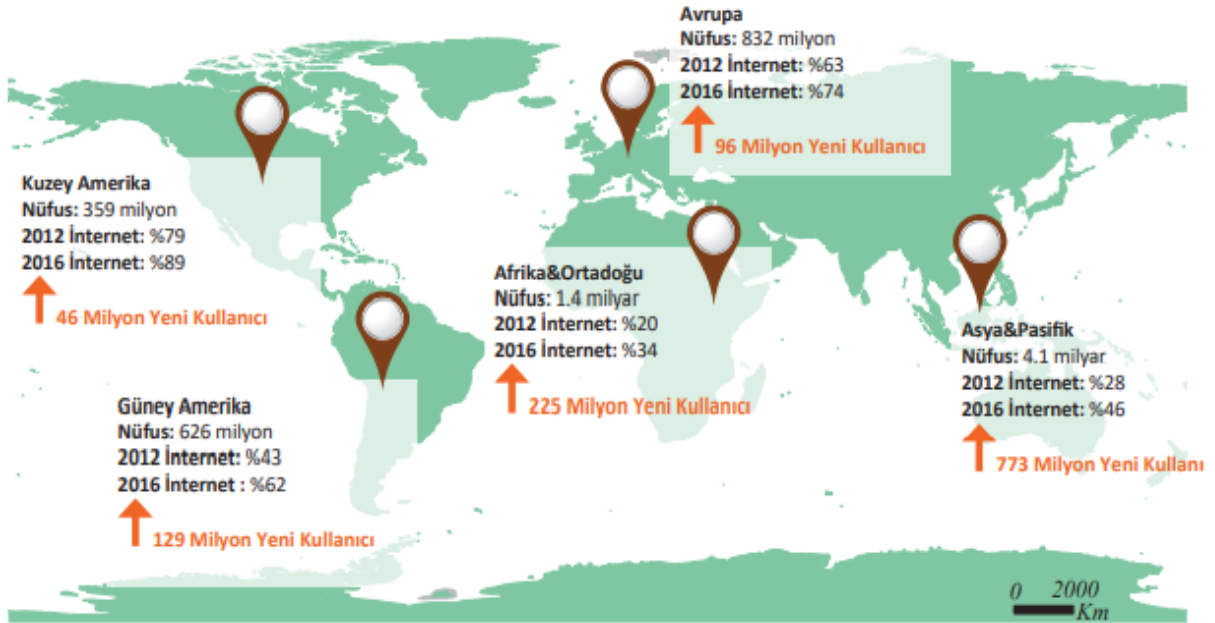 Avrupa
Nüfus: 832 milyon
2012 İnternet: %63
2016 İnternet: %74
96 Milyon Yeni Kullanıcı
Kuzey Amerika
Nüfus: 359 milyon
2012 İnternet: %79
2016 İnternet: %89
46 Milyon Yeni Kullanıcı
Afrika&Ortadoğu
Nüfus: 1.4 milyar
2012 İnternet: %20
2016 İnternet: %34
225 Milyon Yeni Kullanıcı
Asya&Pasifik
Nüfus: 4.1 milyar
2012 İnternet: %28
2016 İnternet: %46
773 Milyon Yeni Kullanı
Güney Amerika
Nüfus: 626 milyon
2012 İnternet: %43
2016 İnternet : %62
129 Milyon Yeni Kullanıcı
0 2000
Km